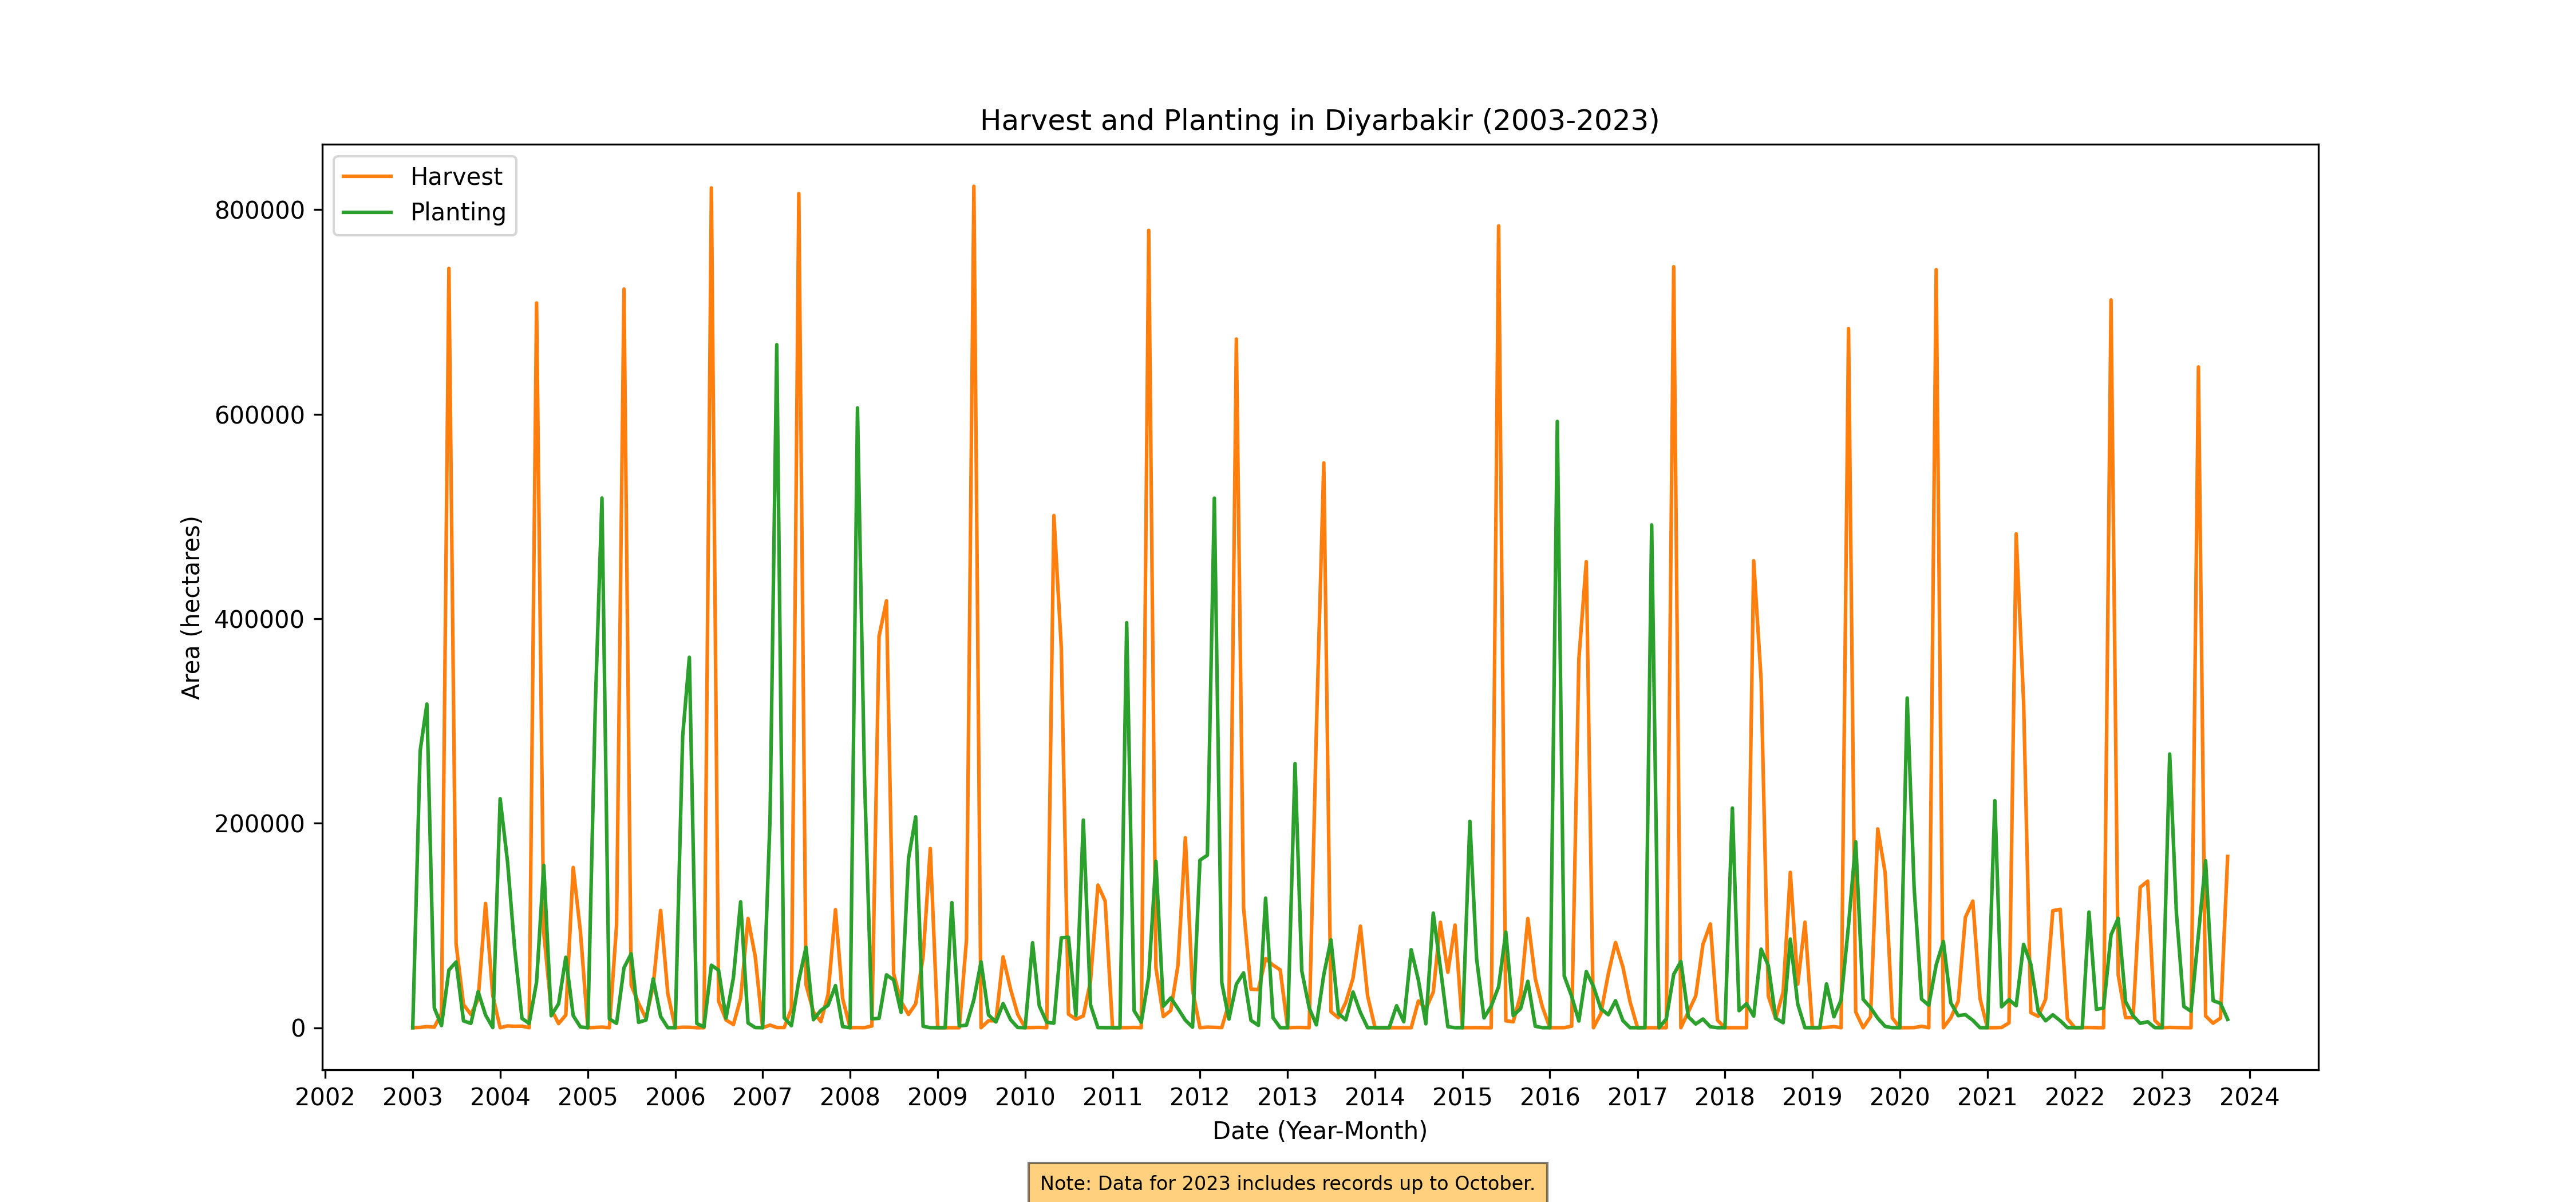 Harvest and Planting in Diyarbakir (2003-2023)
Harvest
Planting
800000
600000
400000
200000
0
Area (hectares)
2002 2003 2004 2005 2006 2007 2008 2009 2010 2011 2012 2013 2014 2015 2016 2017 2018 2019 2020 2021 2022 2023 2024
Date (Year-Month)
Note: Data for 2023 includes records up to October.